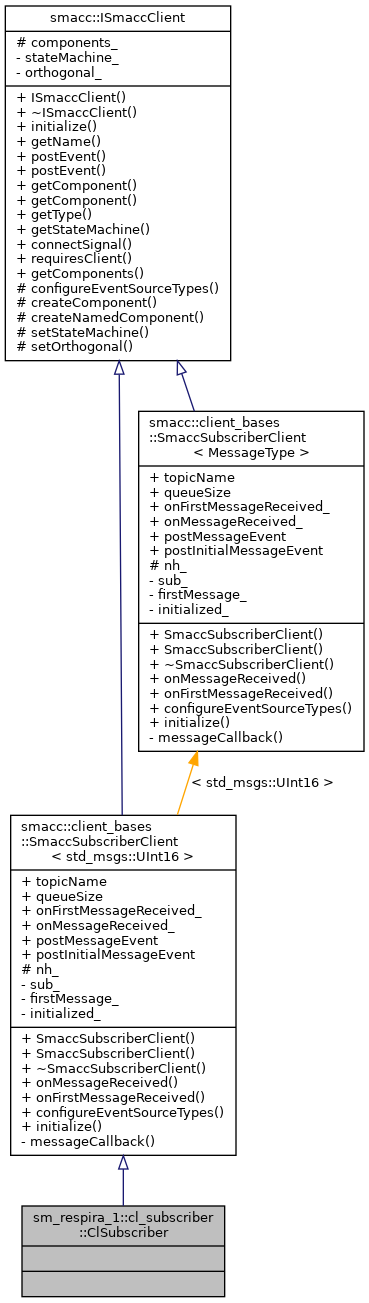 smacc::ISmaccClient
# components_
- stateMachine_
- orthogonal_
+ ISmaccClient()
+ ~ISmaccClient()
+ initialize()
+ getName()
+ postEvent()
+ postEvent()
+ getComponent()
+ getComponent()
+ getType()
+ getStateMachine()
+ connectSignal()
+ requiresClient()
+ getComponents()
# configureEventSourceTypes()
# createComponent()
# createNamedComponent()
# setStateMachine()
# setOrthogonal()
smacc::client_bases
::SmaccSubscriberClient
< MessageType >
+ topicName
+ queueSize
+ onFirstMessageReceived_
+ onMessageReceived_
+ postMessageEvent
+ postInitialMessageEvent
# nh_
- sub_
- firstMessage_
- initialized_
+ SmaccSubscriberClient()
+ SmaccSubscriberClient()
+ ~SmaccSubscriberClient()
+ onMessageReceived()
+ onFirstMessageReceived()
+ configureEventSourceTypes()
+ initialize()
- messageCallback()
< std_msgs::UInt16 >
smacc::client_bases
::SmaccSubscriberClient
< std_msgs::UInt16 >
+ topicName
+ queueSize
+ onFirstMessageReceived_
+ onMessageReceived_
+ postMessageEvent
+ postInitialMessageEvent
# nh_
- sub_
- firstMessage_
- initialized_
+ SmaccSubscriberClient()
+ SmaccSubscriberClient()
+ ~SmaccSubscriberClient()
+ onMessageReceived()
+ onFirstMessageReceived()
+ configureEventSourceTypes()
+ initialize()
- messageCallback()
sm_respira_1::cl_subscriber
::ClSubscriber